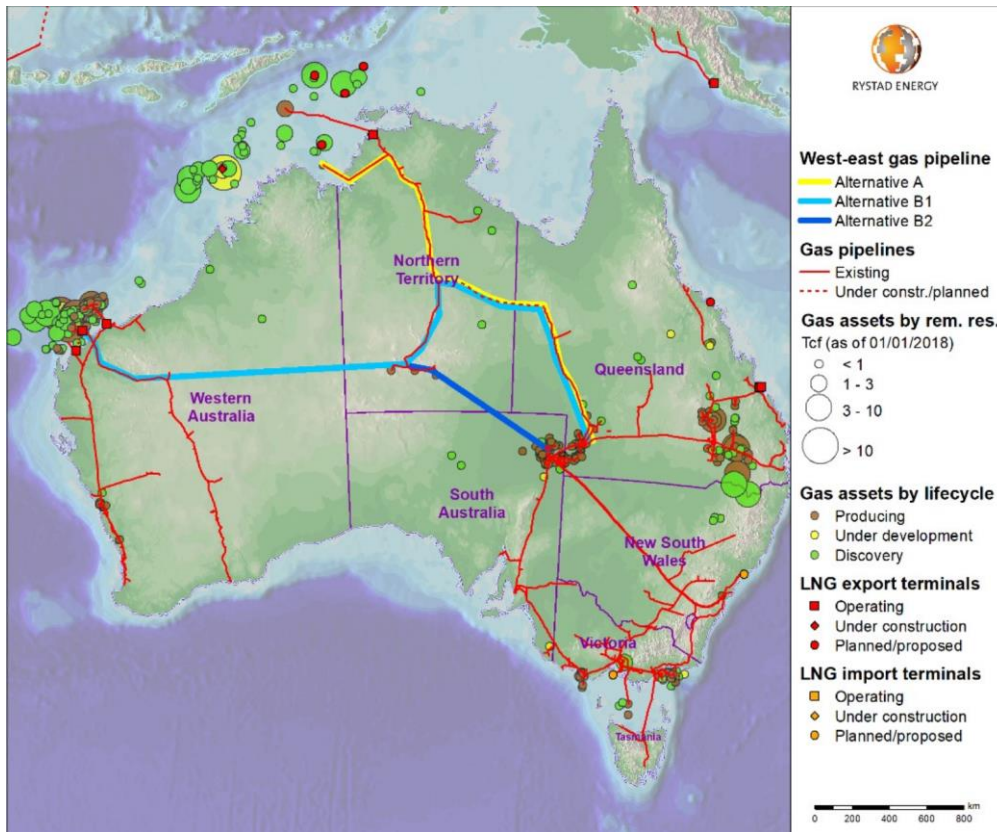 RYSTAD ENERGY
West-east gas pipeline
Alternative A
Alternative B1
Alternative B2
Gas pipelines
Existing
Under constr./planned
Gas assets by rem. res.
Tcf (as of 01/01/2018)
< 1
1 - 3
3 - 10
> 10
Gas assets by lifecycle
Producing
Under development
Discovery
LNG export terminals
Operating
Under construction
Planned/proposed
LNG import terminals
Operating
Under construction
Planned/proposed
km
0 200 400 600 800
Northern
Territory
Queensland
Western
Australia
South
Australia
New South
Wales
Victoria
Tasmania